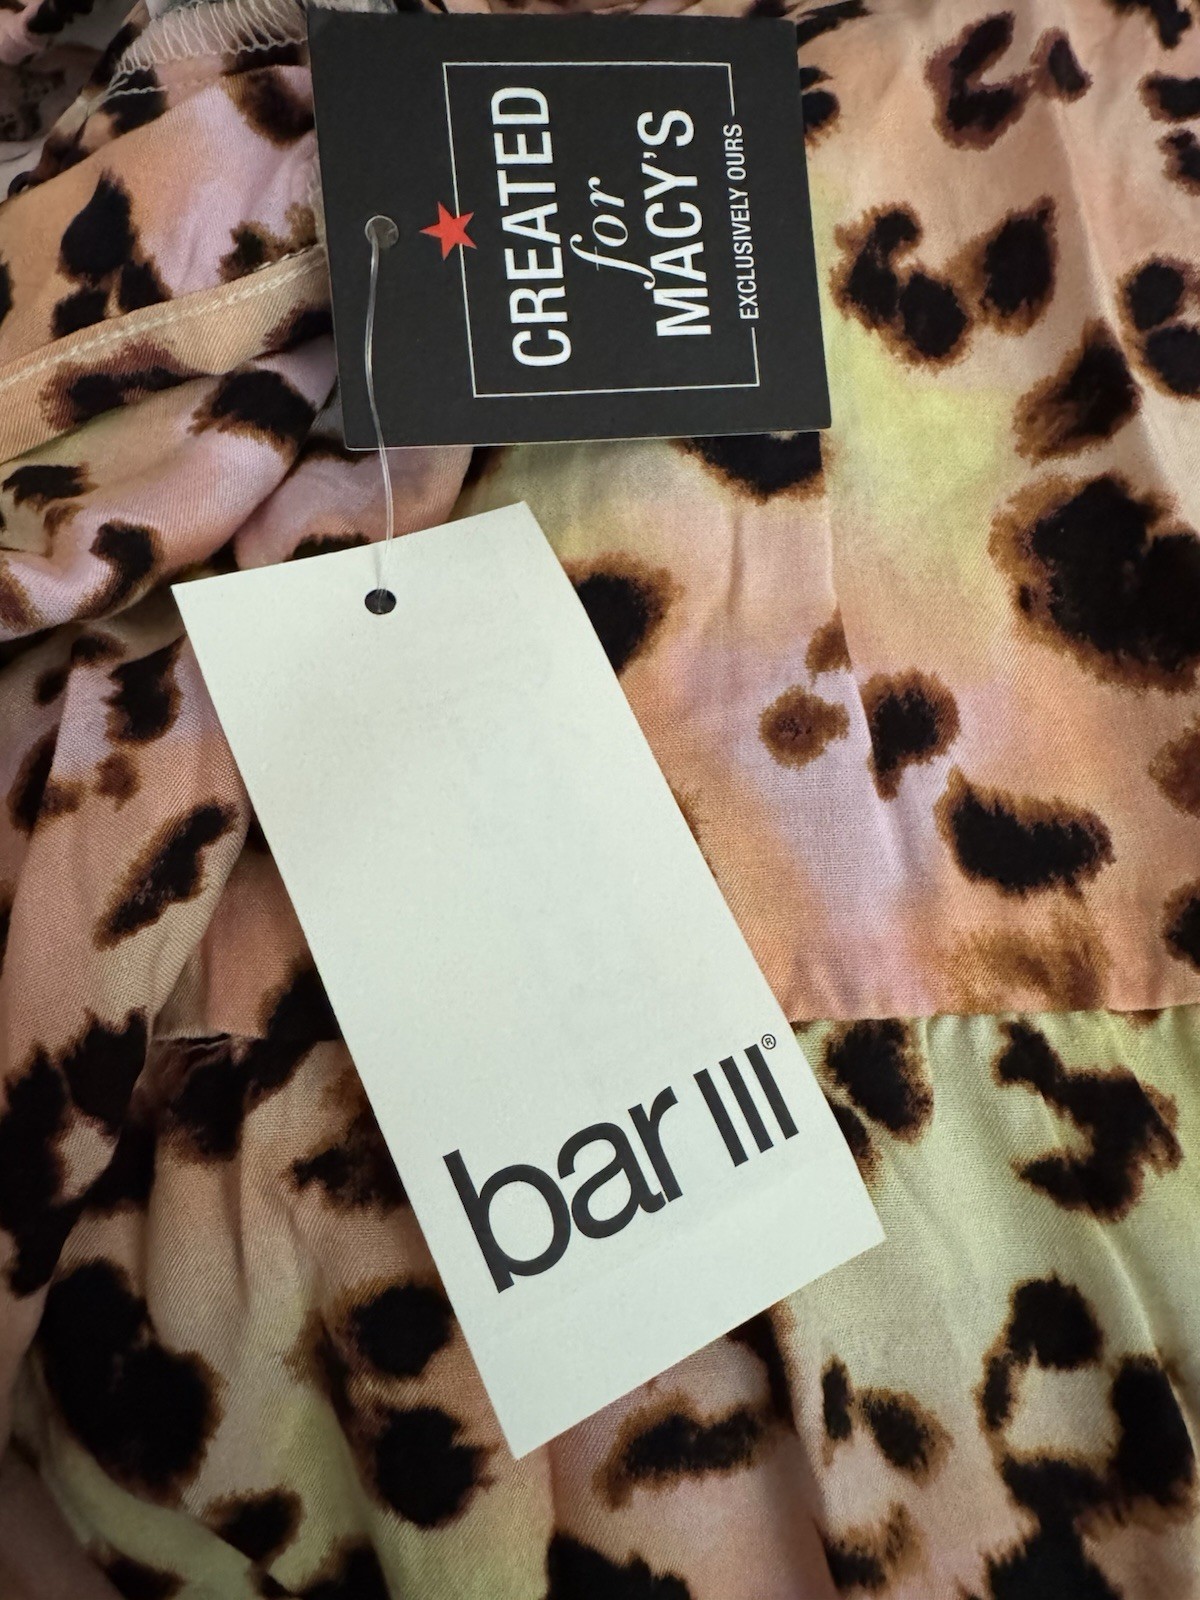 CREATED
for
MACY'S
EXCLUSIVELY OURS
bar III®